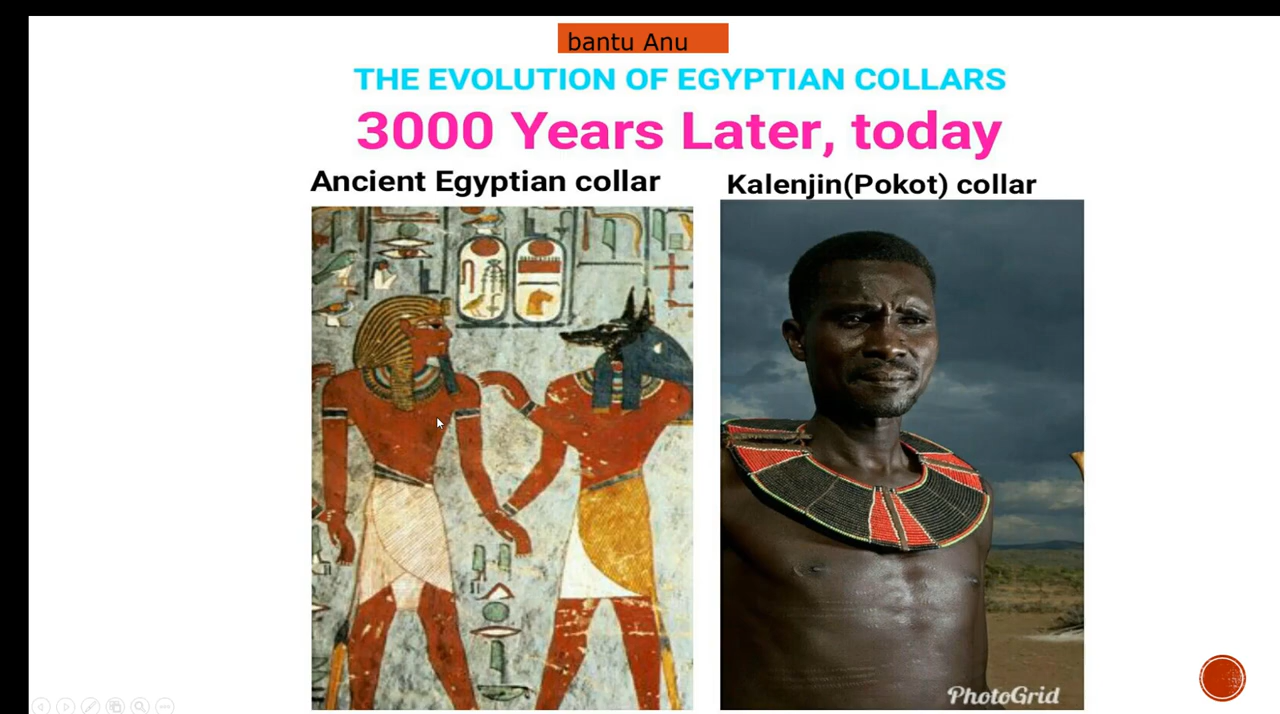 bantu Anu
THE EVOLUTION OF EGYPTIAN COLLARS
3000 Years Later, today
Ancient Egyptian collar
Kalenjin(Pokot) collar
PhotoGrid